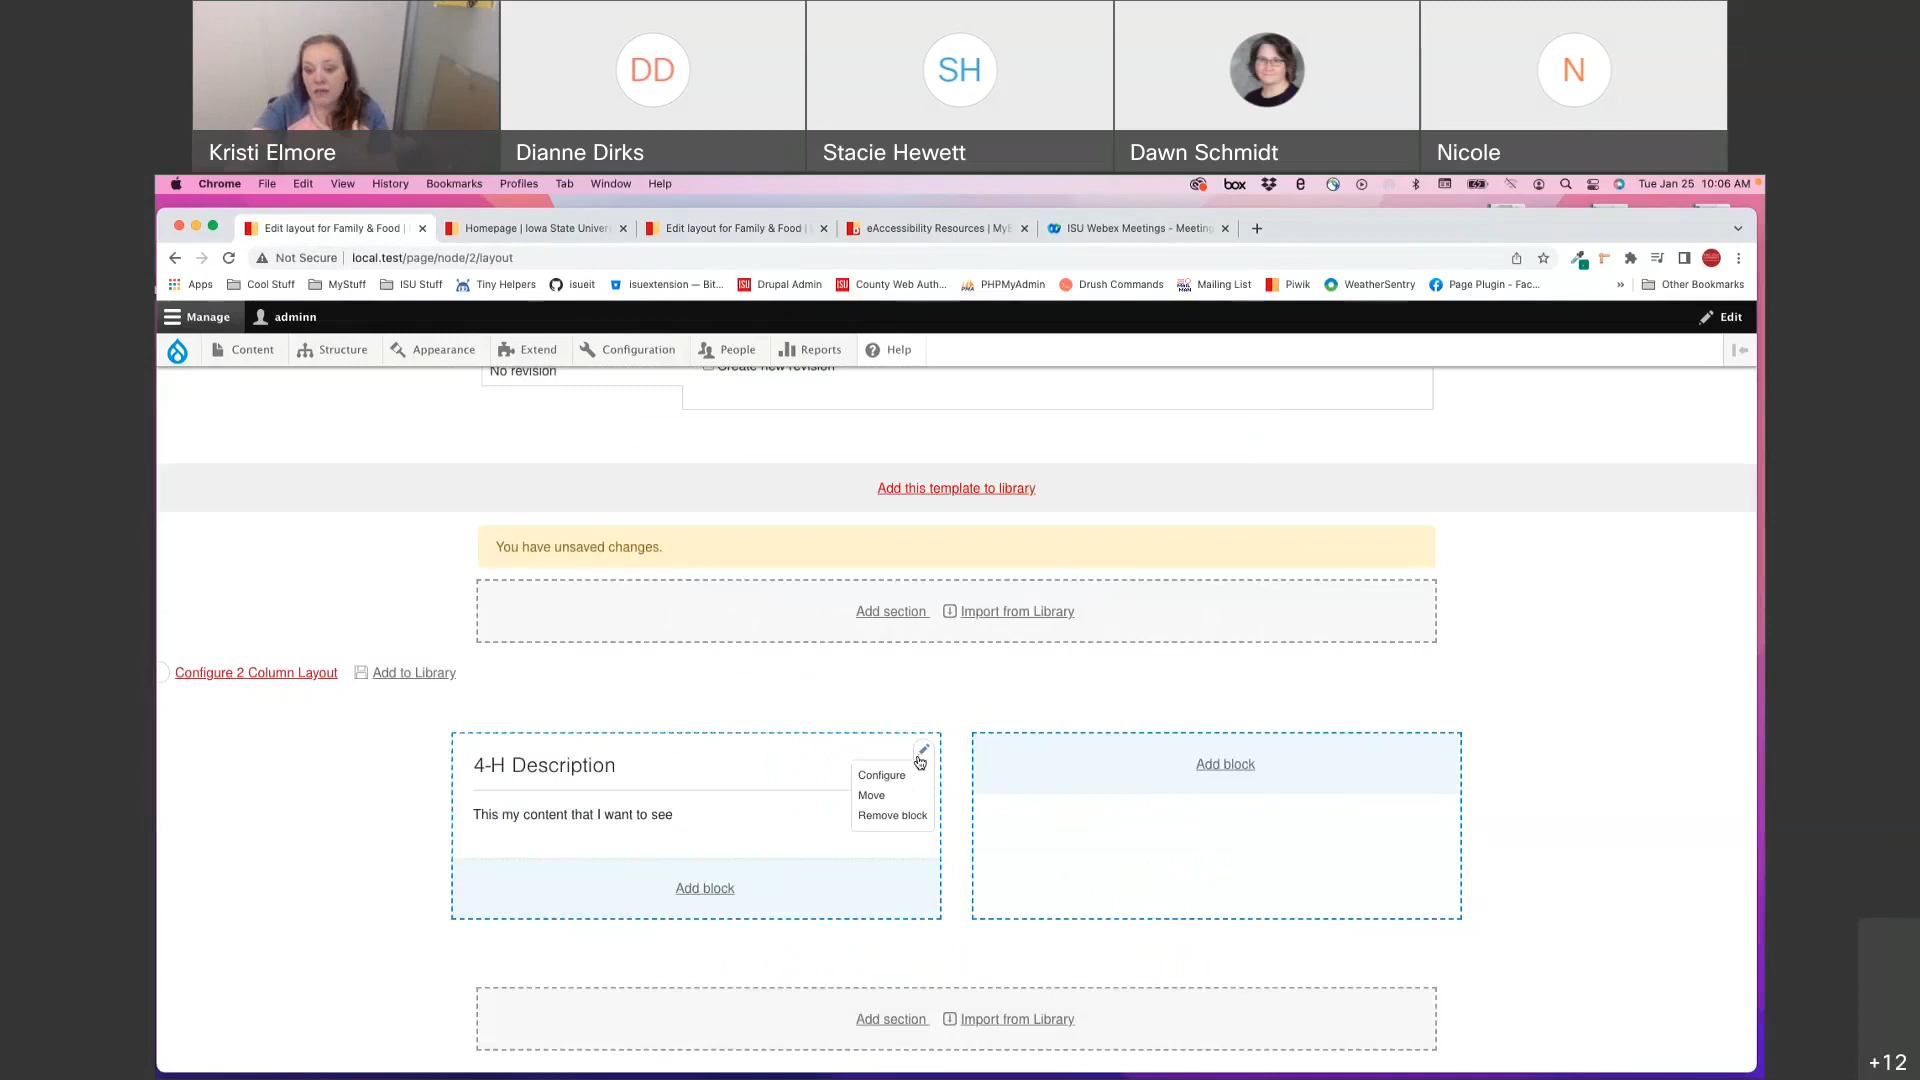 DD
SH
N
Kristi Elmore
Dianne Dirks
Stacie Hewett
Dawn Schmidt
Nicole
Chrome File Edit View History Bookmarks Profiles Tab Window Help
box
Tue Jan 25 10:06 AM
Edit layout for Family & Food |
Homepage | Iowa State Univer
Edit layout for Family & Food |
eAccessibility Resources | MyE
ISU Webex Meetings - Meeting
Not Secure local.test/page/node/2/layout
Apps Cool Stuff MyStuff ISU Stuff Tiny Helpers isueit isuextension — Bit... Drupal Admin County Web Auth... PHPMyAdmin Drush Commands Mailing List Piwik WeatherSentry Page Plugin - Fac... » Other Bookmarks
Manage adminn Edit
Content Structure Appearance Extend Configuration People Reports Help
No revision
Create new revision
Add this template to library
You have unsaved changes.
Add section Import from Library
Configure 2 Column Layout Add to Library
4-H Description
Configure
Move
Remove block
This my content that I want to see
Add block
Add block
Add section Import from Library
+12